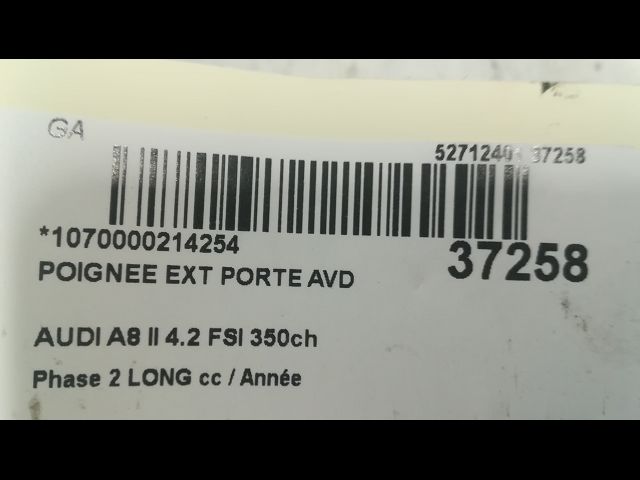 GA
37258
*1070000214254
37258
POIGNEE EXT PORTE AVD
AUDI A8 II 4.2 FSI 350ch
Phase 2 LONG cc / Année